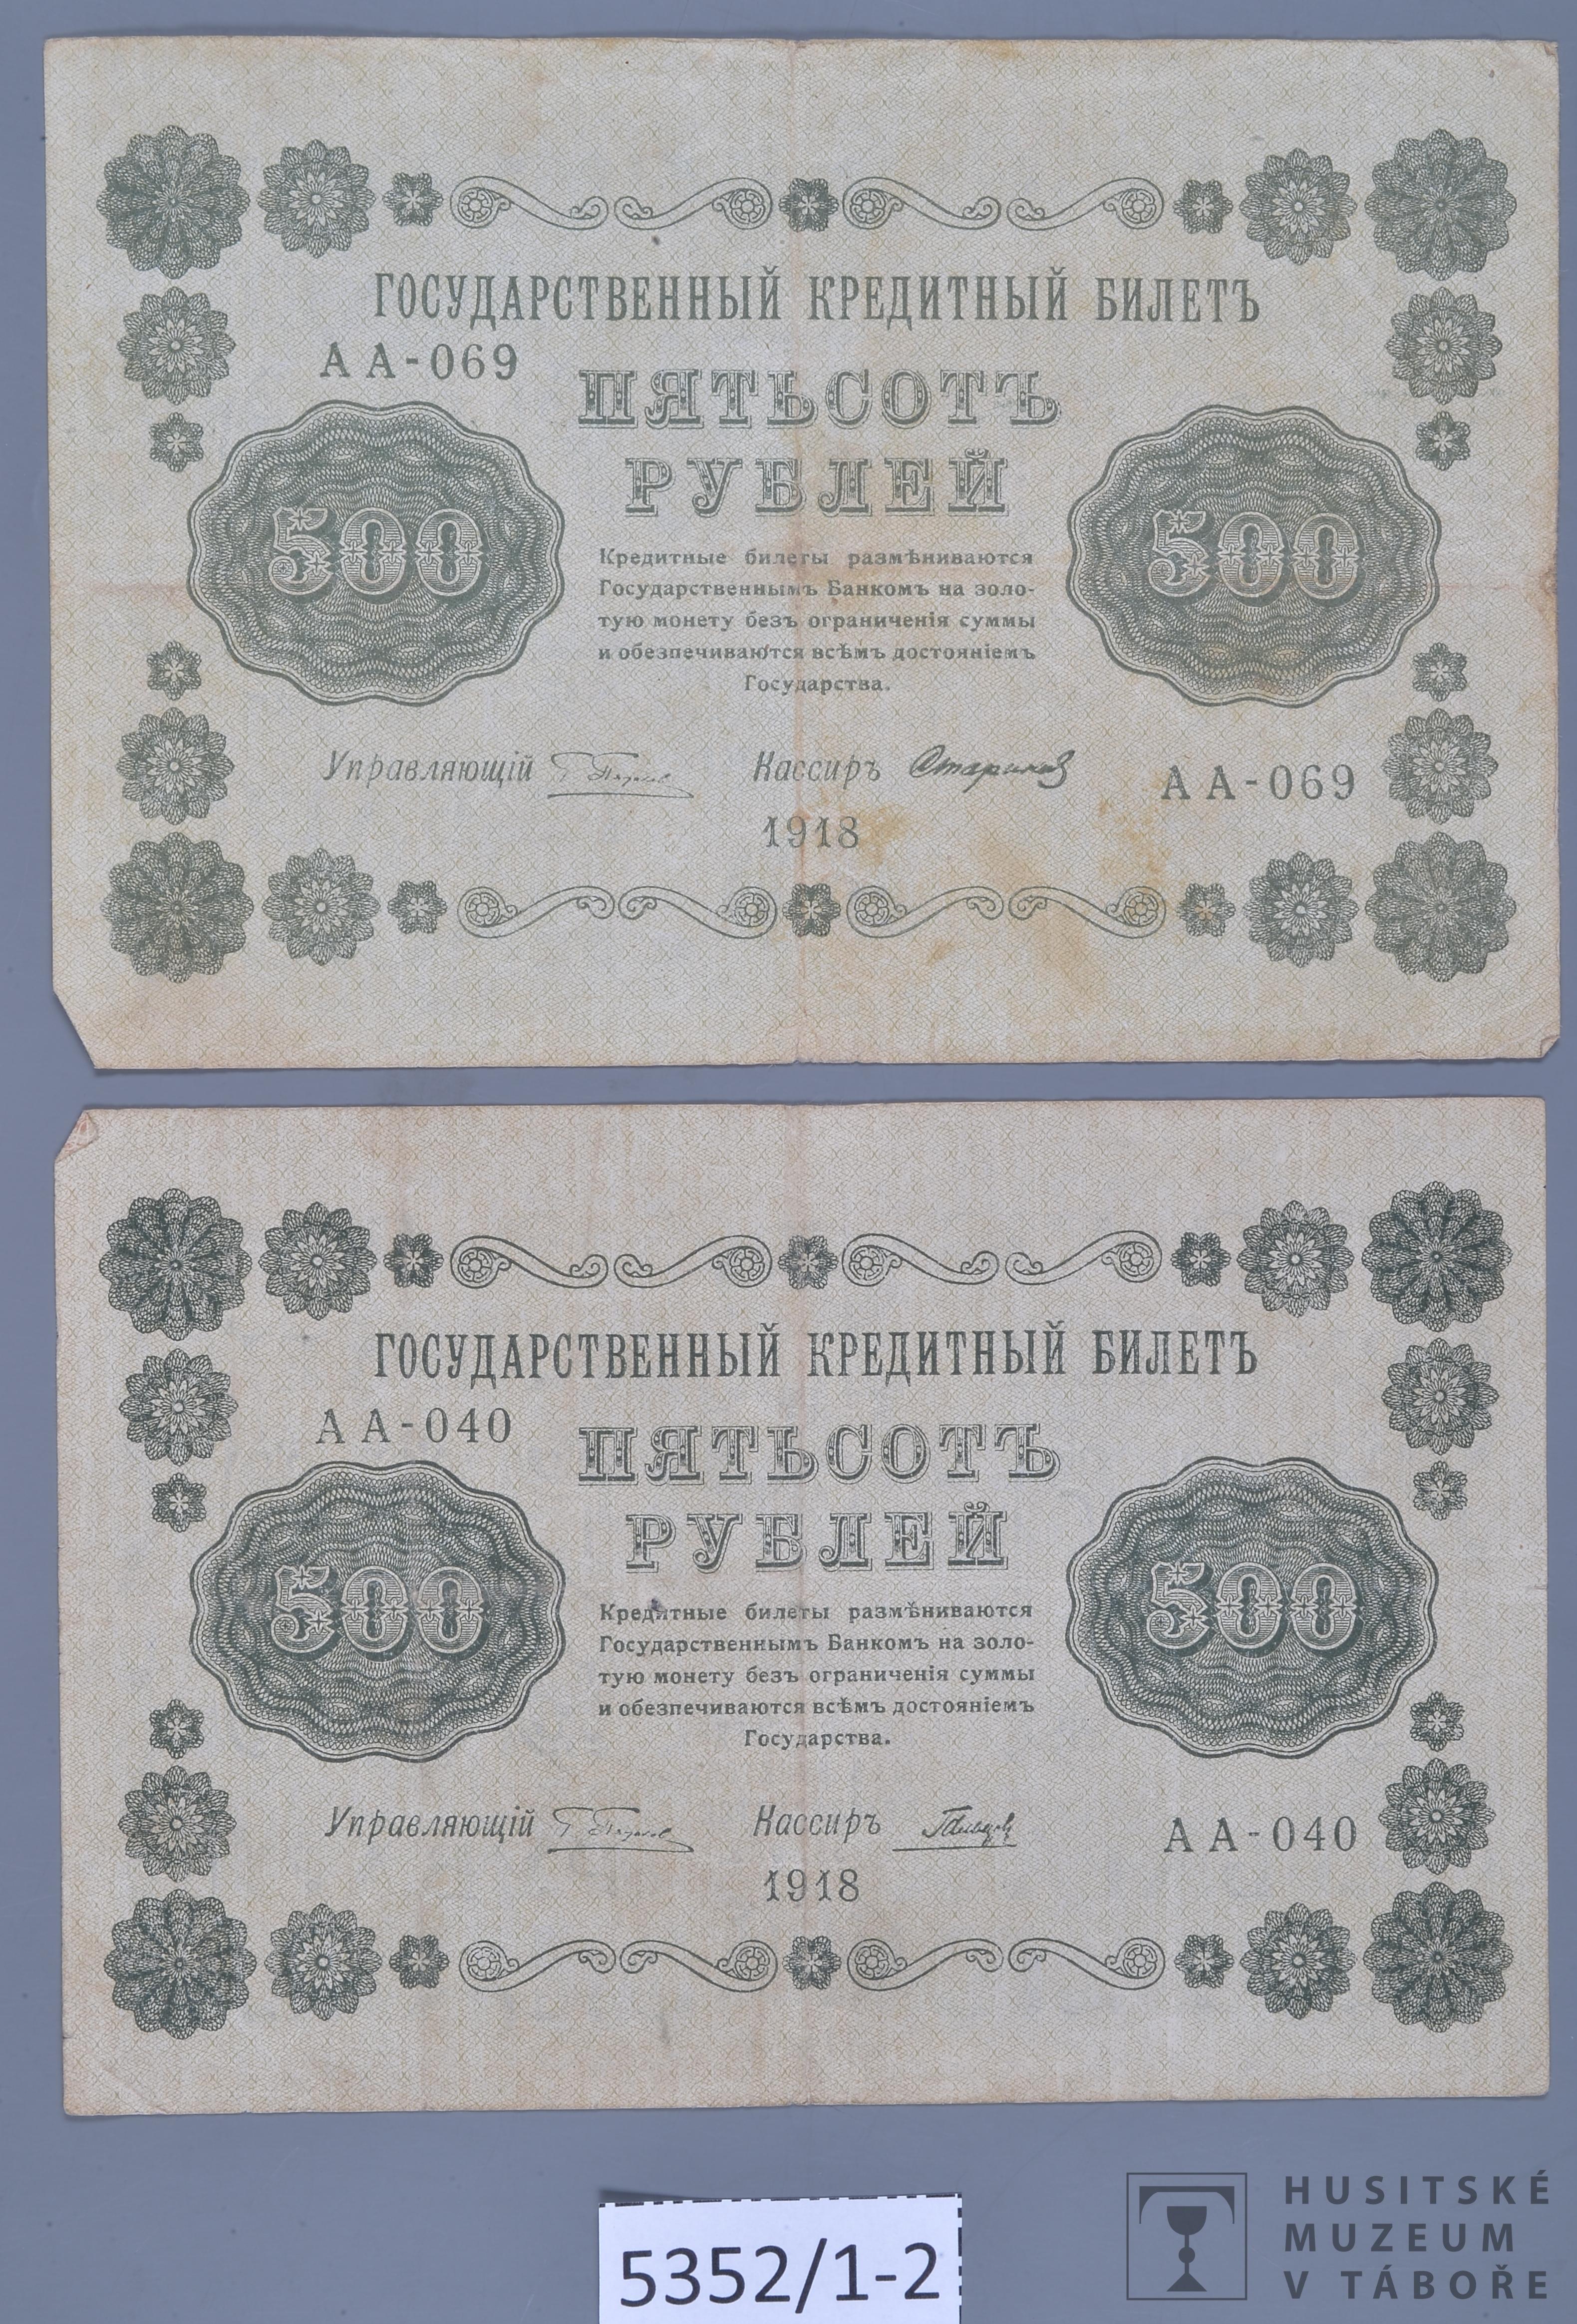 ГОСУДАРСТВЕННЫЙ КРЕДИТНЫЙ БИЛЕТЪ
АА-069
ПЯТЬСОТЪ
РУБЛЕЙ
500
500
Кредитные билеты размѣниваются
Государственнымъ Банкомъ на золо-
тую монету безъ ограниченія суммы
и обезпечиваются всѣмъ достояніемъ
Государства.
Управляющій
Кассиръ
АА-069
1918
ГОСУДАРСТВЕННЫЙ КРЕДИТНЫЙ БИЛЕТЪ
АА-040
ПЯТЬСОТЪ
РУБЛЕЙ
500
500
Кредитные билеты размѣниваются
Государственнымъ Банкомъ на золо-
тую монету безъ ограниченія суммы
и обезпечиваются всѣмъ достояніемъ
Государства.
Управляющій
Кассиръ
АА-040
1918
5352/1-2
HUSITSKÉ
MUZEUM
V TÁBOŘE